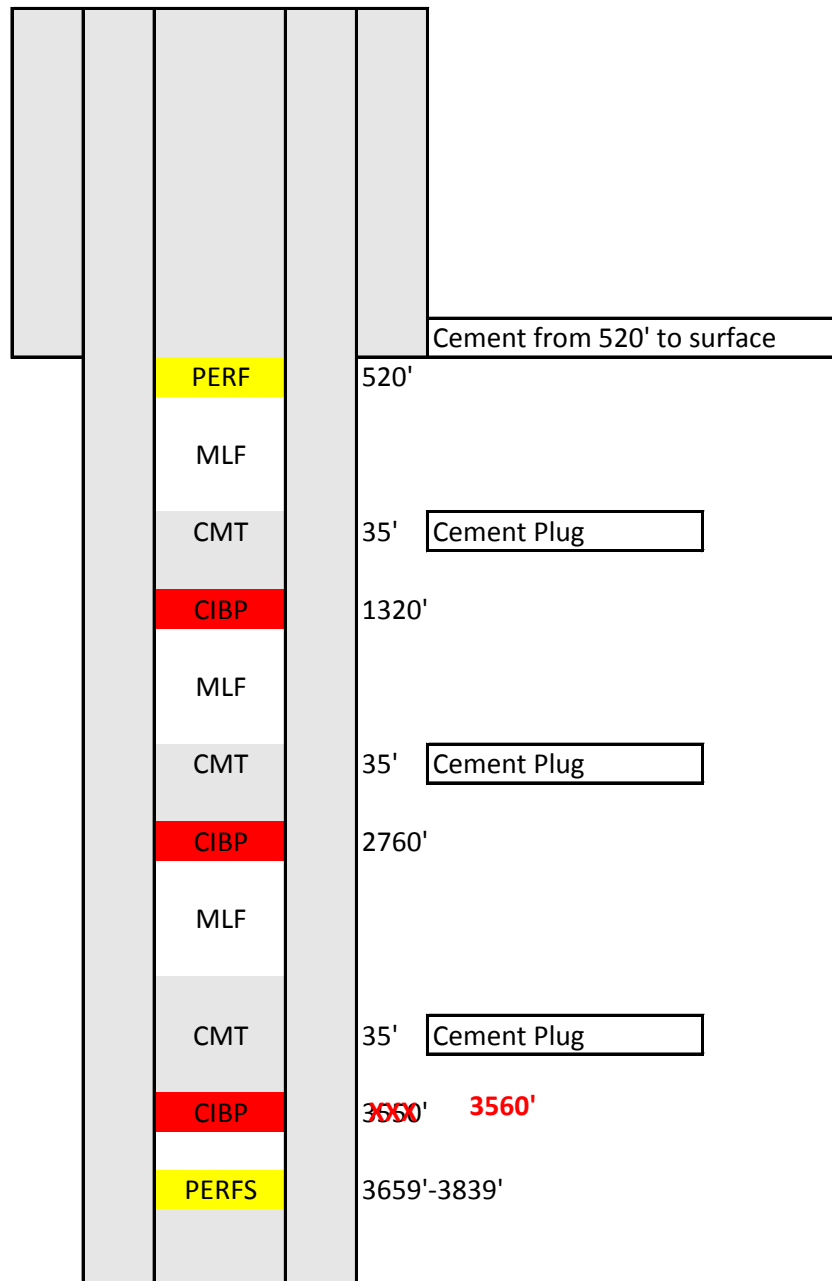 Cement from 520' to surface
PERF 520'
MLF
CMT 35' Cement Plug
CIBP 1320'
MLF
CMT 35' Cement Plug
CIBP 2760'
MLF
CMT 35' Cement Plug
CIBP 3560'
PERFS 3659'-3839'